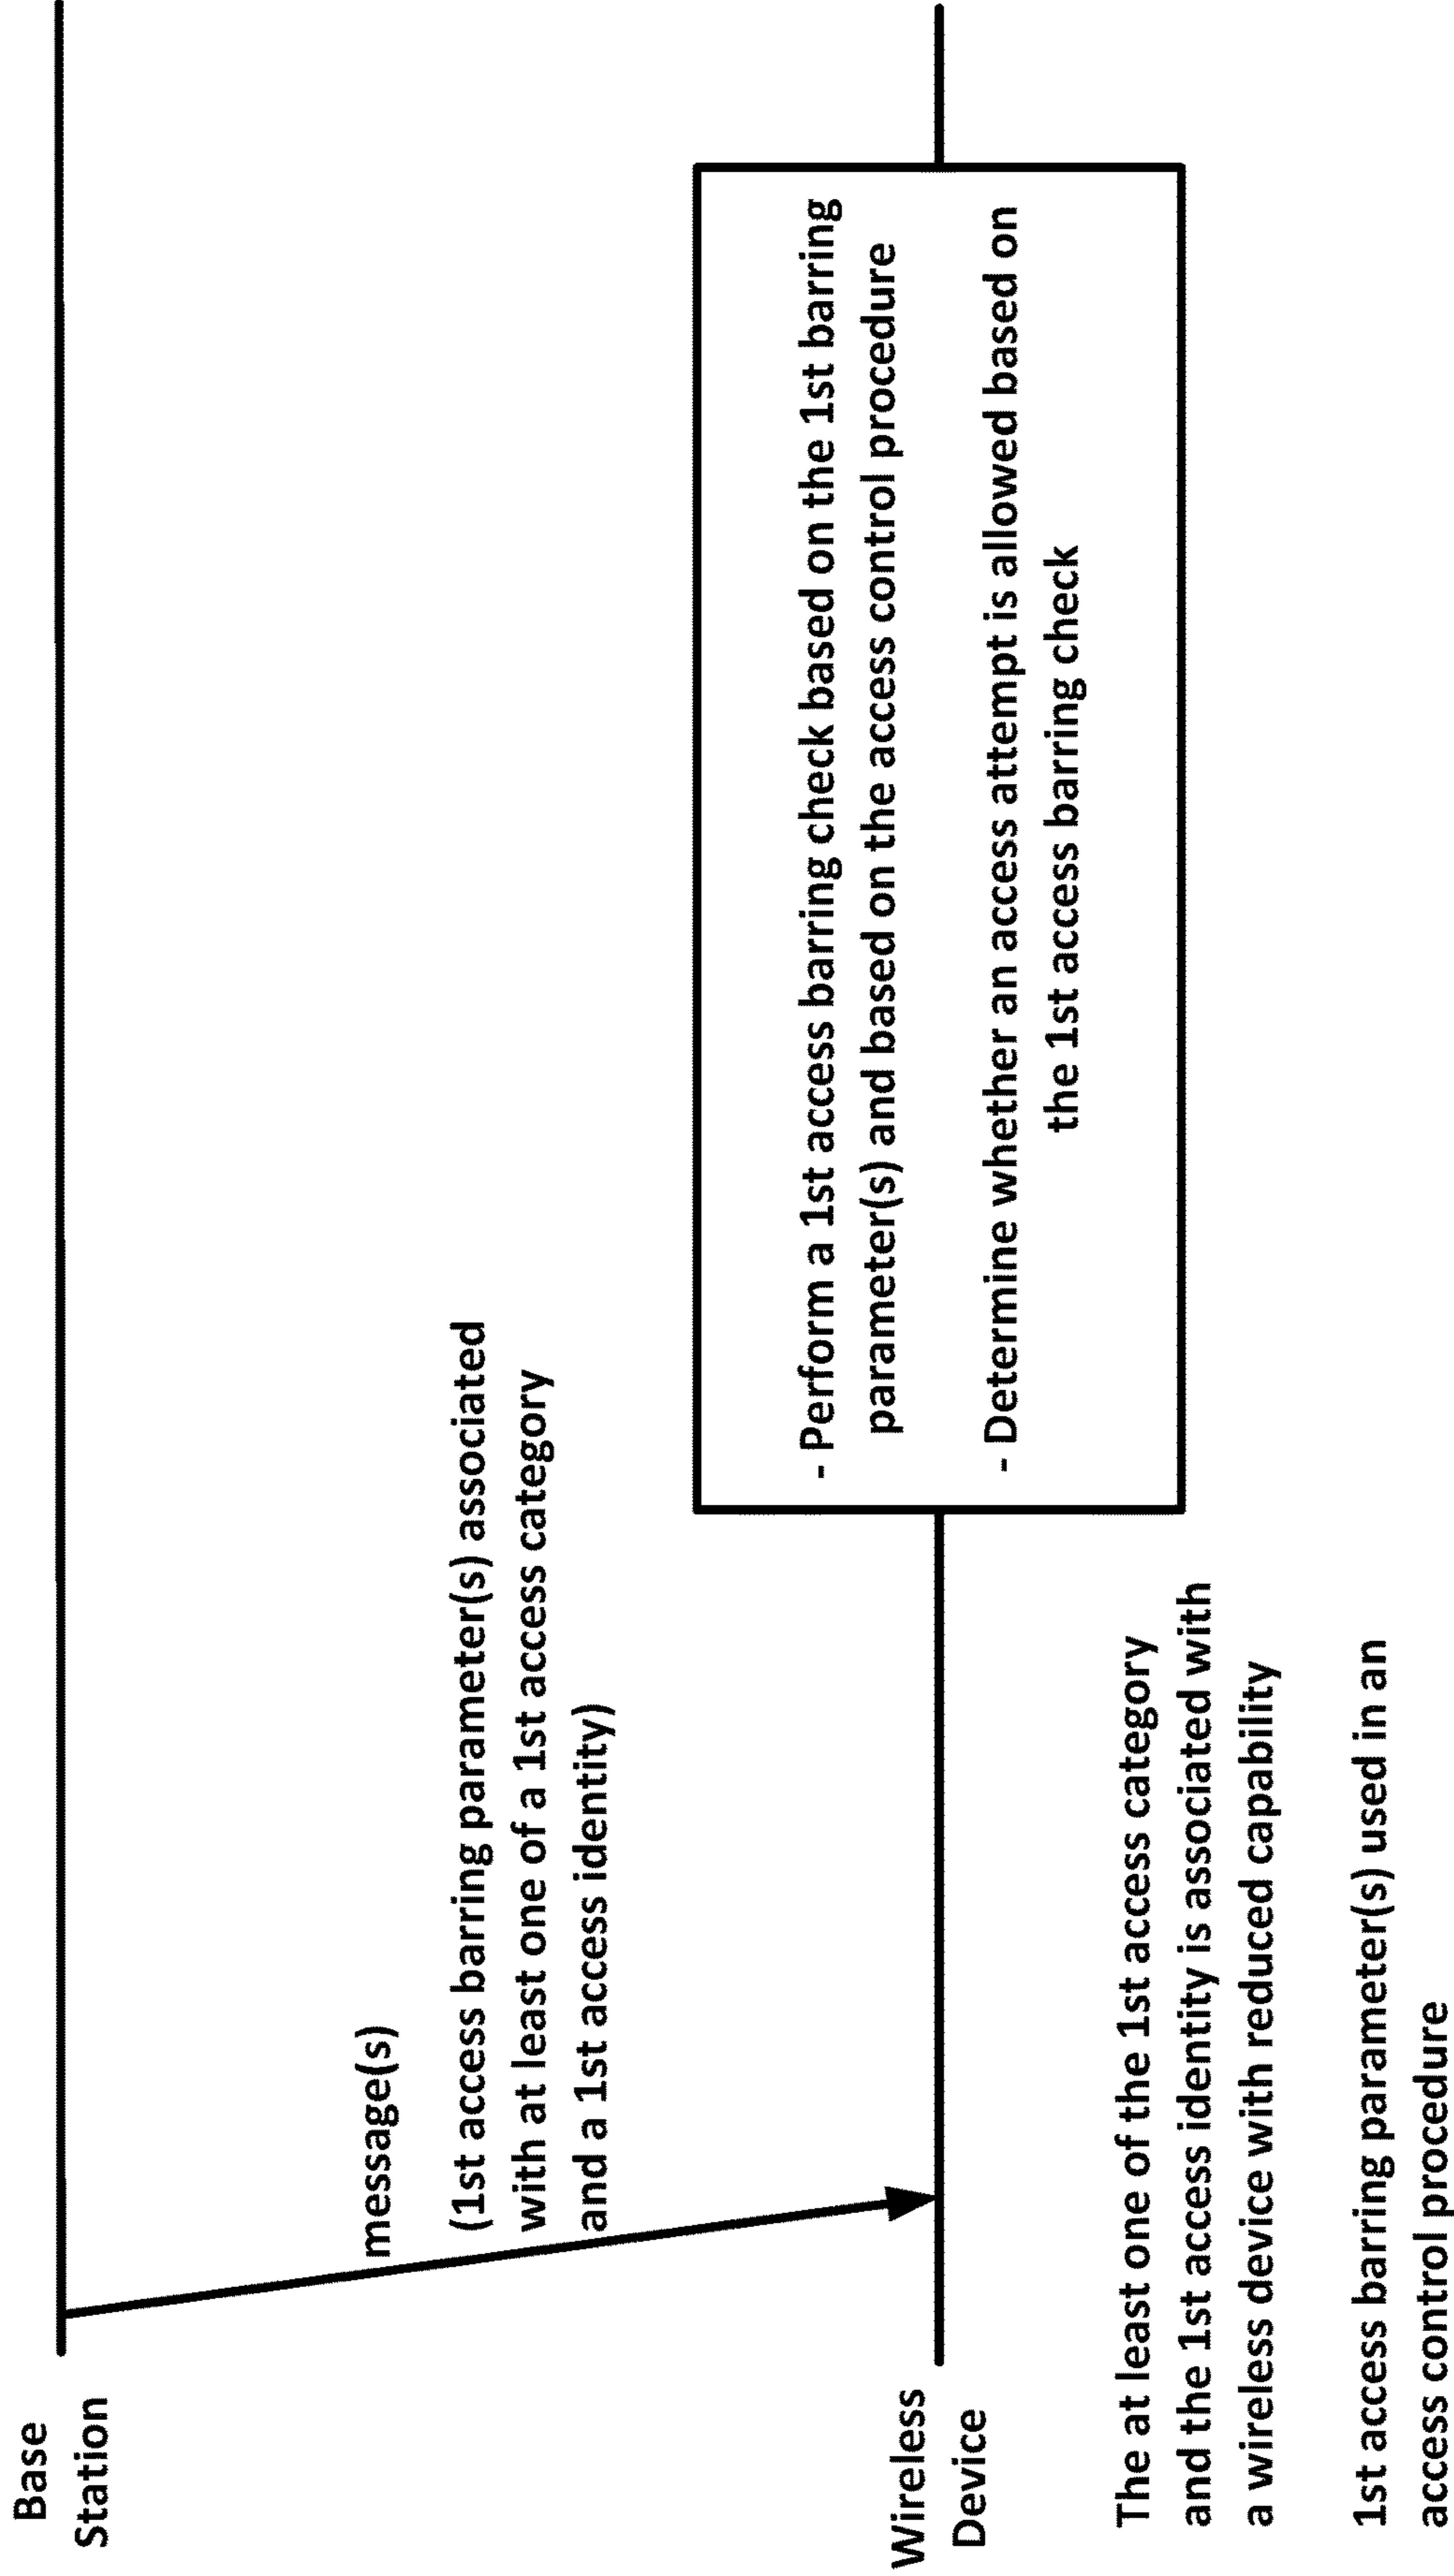 Base
Station
message(s)
(1st access barring parameter(s) associated
with at least one of a 1st access category
and a 1st access identity)
Wireless
Device
- Perform a 1st access barring check based on the 1st barring
parameter(s) and based on the access control procedure
- Determine whether an access attempt is allowed based on
the 1st access barring check
The at least one of the 1st access category
and the 1st access identity is associated with
a wireless device with reduced capability
1st access barring parameter(s) used in an
access control procedure